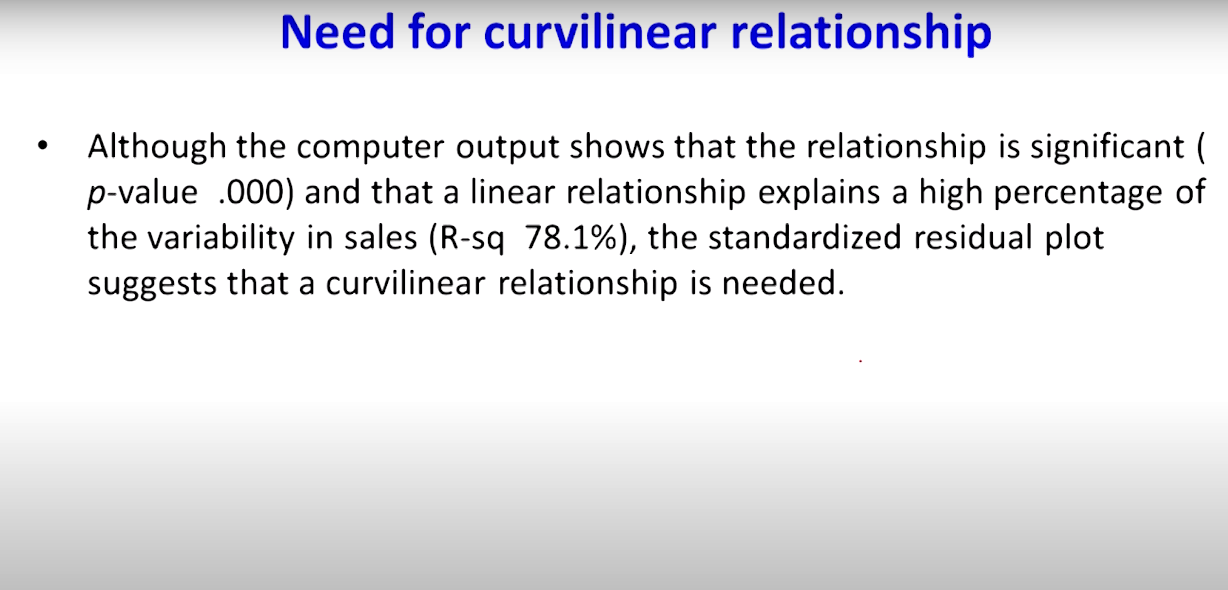 Need for curvilinear relationship
• Although the computer output shows that the relationship is significant (
p-value .000) and that a linear relationship explains a high percentage of
the variability in sales (R-sq 78.1%), the standardized residual plot
suggests that a curvilinear relationship is needed.